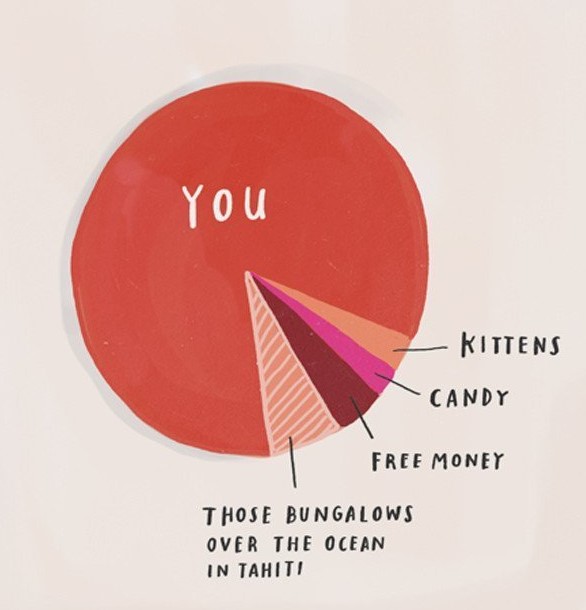 YOU
KITTENS
CANDY
FREE MONEY
THOSE BUNGALOWS
OVER THE OCEAN
IN TAHITI